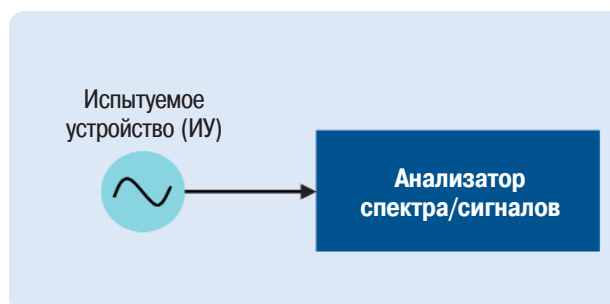 Испытуемое
устройство (ИУ)
Анализатор
спектра/сигналов